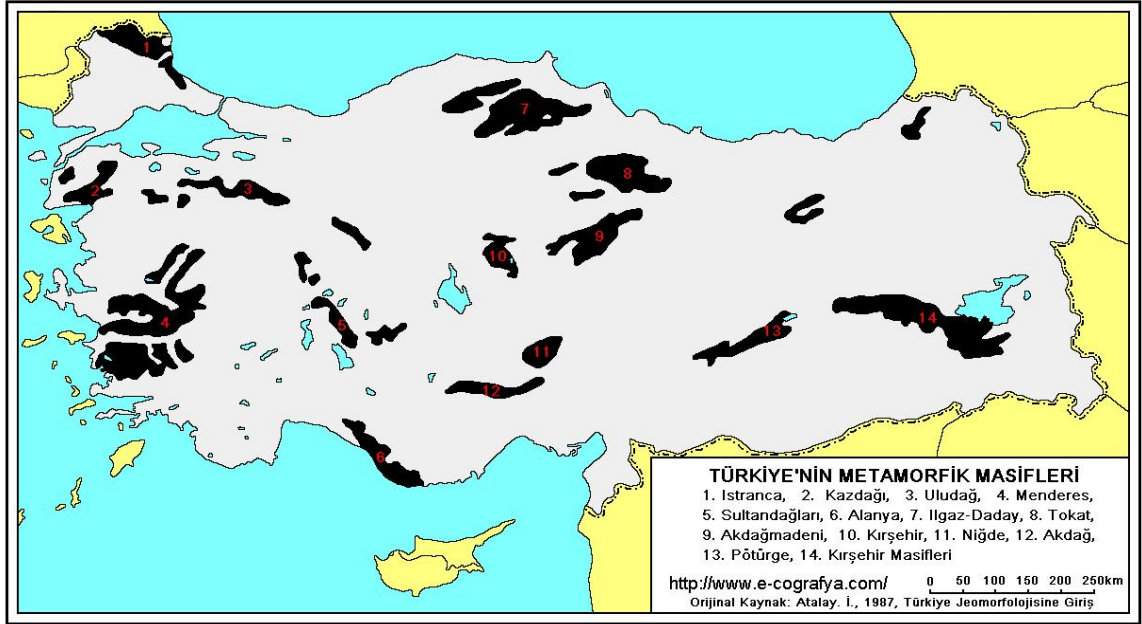 1
7
8
2
3
9
10
4
5
14
13
11
12
6
TÜRKİYE'NİN METAMORFİK MASİFLERİ
1. Istranca, 2. Kazdağı, 3. Uludağ, 4. Menderes,
5. Sultandağları, 6. Alanya, 7. Ilgaz-Daday, 8. Tokat,
9. Akdağmadeni, 10. Kırşehir, 11. Niğde, 12. Akdağ,
13. Pötürge, 14. Kırşehir Masifleri
http://www.e-cografya.com/
0 50 100 150 200 250km
Orijinal Kaynak: Atalay. İ., 1987, Türkiye Jeomorfolojisine Giriş